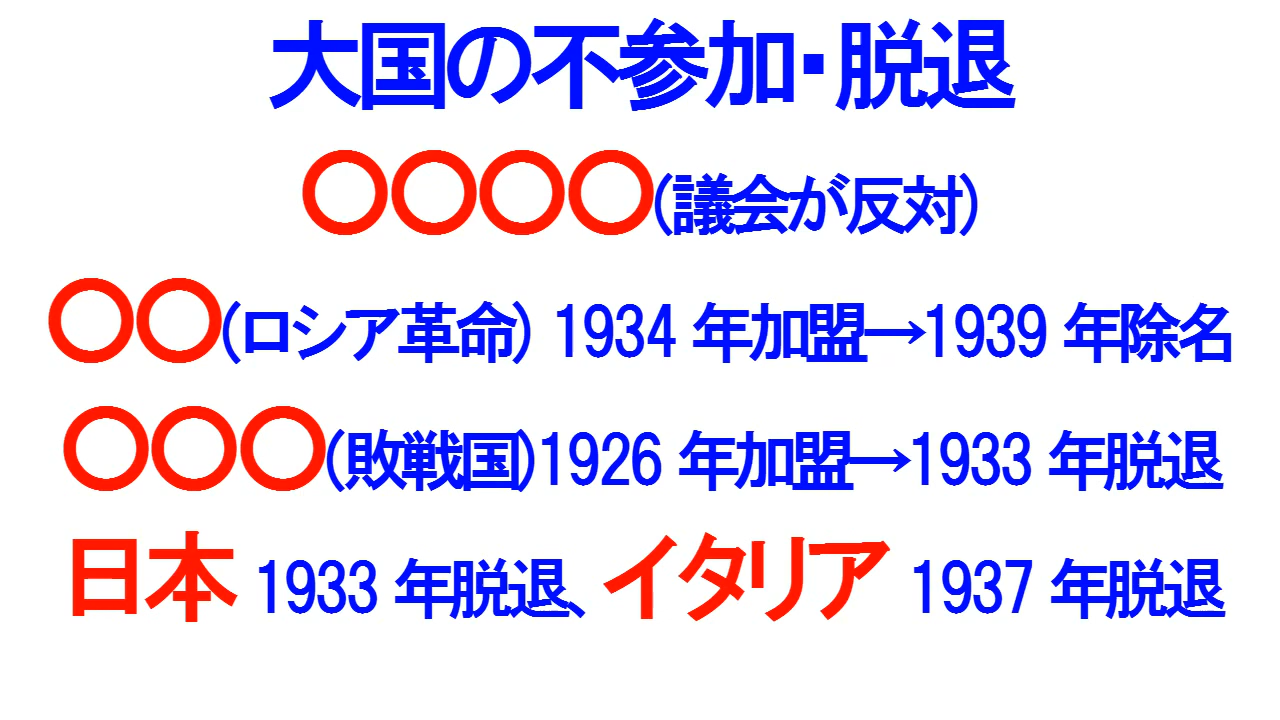 大国の不参加・脱退
〇〇〇〇(議会が反対)
〇〇(ロシア革命) 1934 年加盟→1939 年除名
〇〇〇(敗戦国)1926 年加盟→1933 年脱退
日本 1933 年脱退、イタリア 1937 年脱退